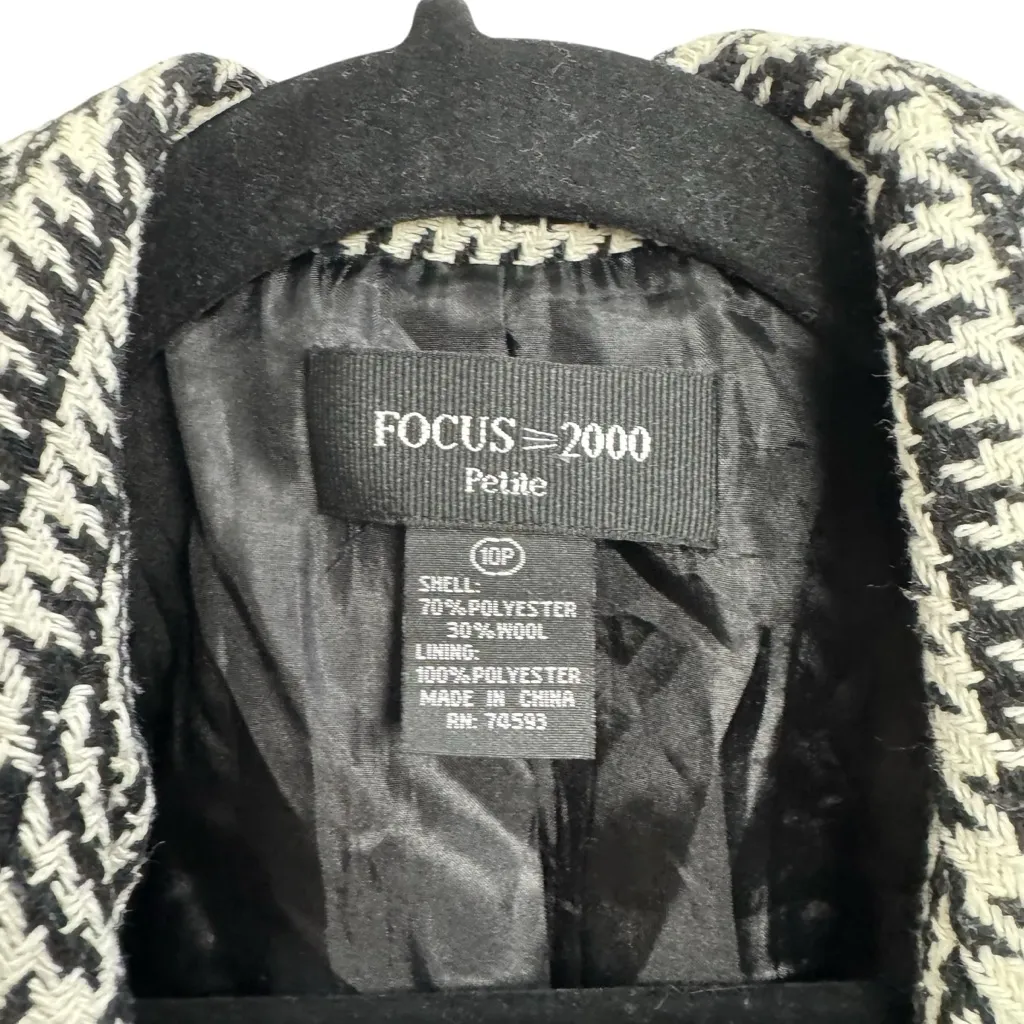 FOCUS 2000
Petite
10P
SHELL:
70%POLYESTER
30%WOOL
LINING:
100%POLYESTER
MADE IN CHINA
RN: 74593